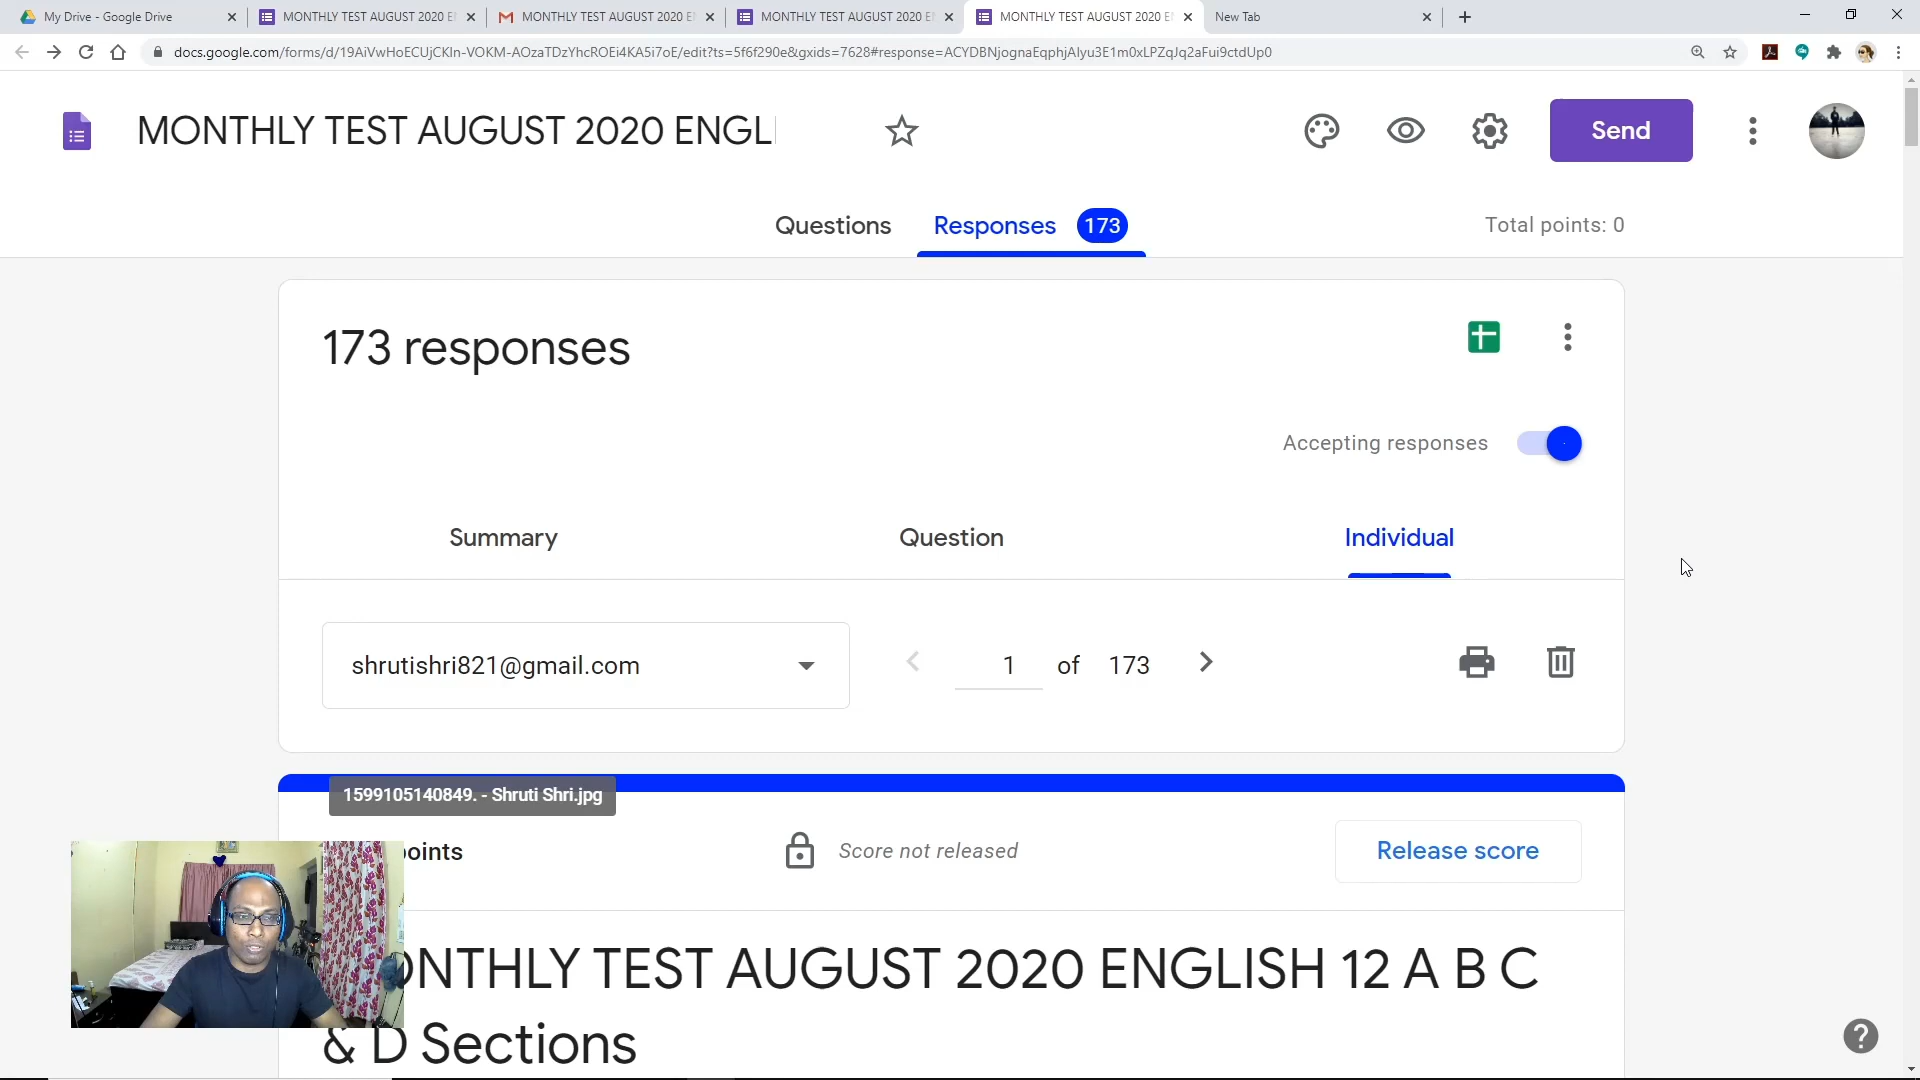 My Drive - Google Drive
MONTHLY TEST AUGUST 2020 E
MONTHLY TEST AUGUST 2020 E
MONTHLY TEST AUGUST 2020 E
MONTHLY TEST AUGUST 2020 E
New Tab
docs.google.com/forms/d/19AiVwHoECUjCKIn-VOKM-AOzaTDzYhcROEi4KA5i7oE/edit?ts=5f6f290e&gxids=7628#response=ACYDBNjognaEqphjAlyu3E1m0xLPZqJq2aFui9ctdUp0
MONTHLY TEST AUGUST 2020 ENGL
Send
Questions
Responses 173
Total points: 0
173 responses
Accepting responses
Summary
Question
Individual
shrutishri821@gmail.com
1 of 173
1599105140849. - Shruti Shri.jpg
points
Score not released
Release score
ONTHLY TEST AUGUST 2020 ENGLISH 12 A B C
& D Sections